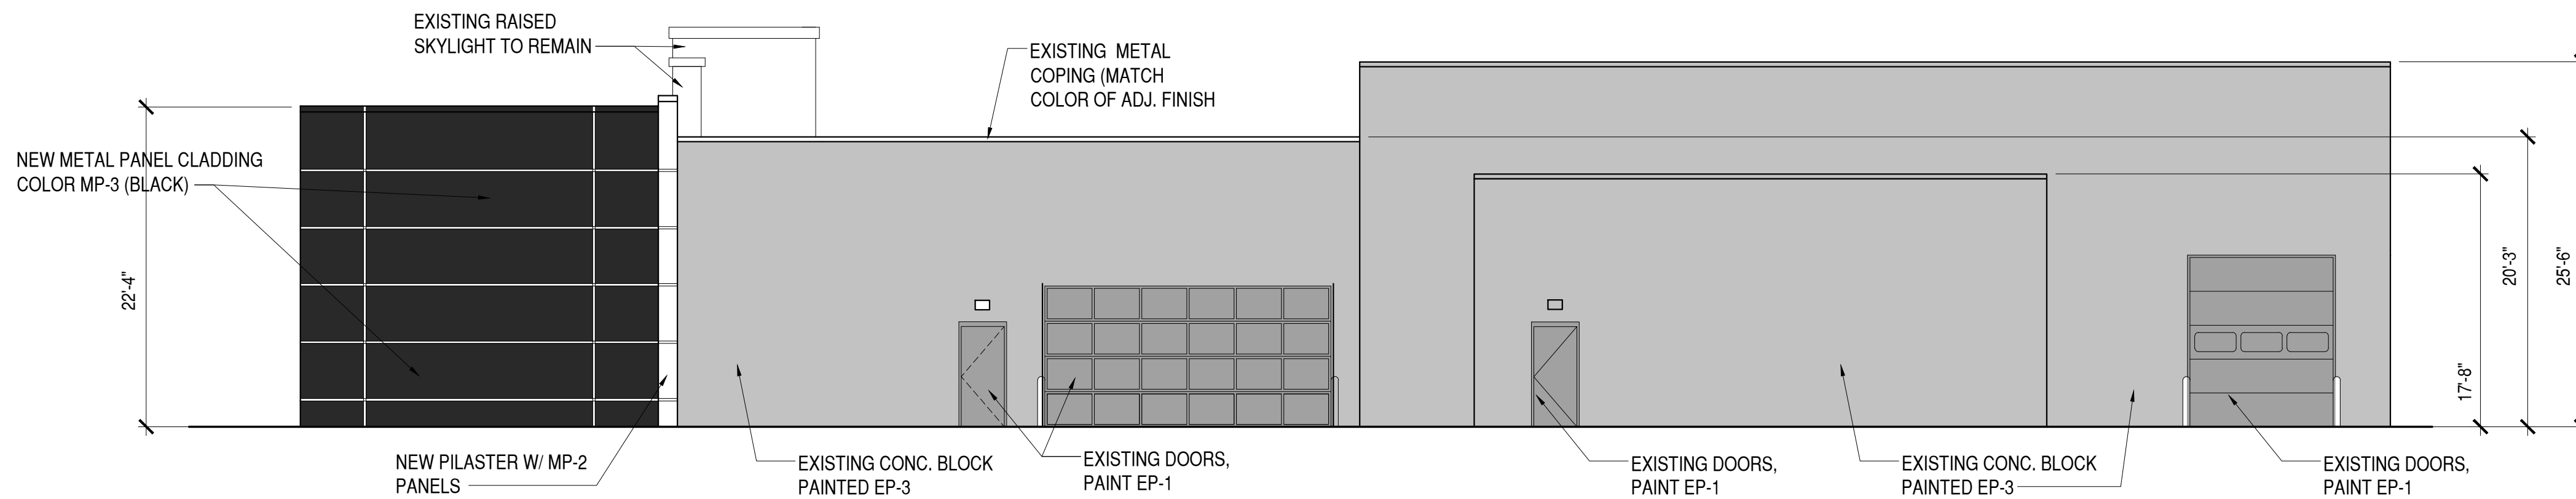 EXISTING RAISED
SKYLIGHT TO REMAIN
EXISTING METAL
COPING (MATCH
COLOR OF ADJ. FINISH
NEW METAL PANEL CLADDING
COLOR MP-3 (BLACK)
22'-4"
20'-3"
25'-6"
17'-8"
NEW PILASTER W/ MP-2
PANELS
EXISTING CONC. BLOCK
PAINTED EP-3
EXISTING DOORS,
PAINT EP-1
EXISTING DOORS,
PAINT EP-1
EXISTING CONC. BLOCK
PAINTED EP-3
EXISTING DOORS,
PAINT EP-1